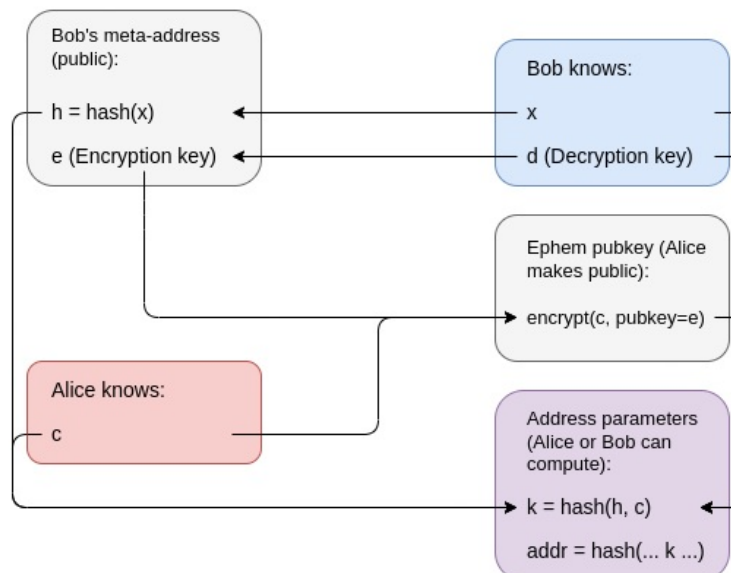 Bob's meta-address
(public):
h = hash(x)
e (Encryption key)
Bob knows:
x
d (Decryption key)
Ephem pubkey (Alice
makes public):
encrypt(c, pubkey=e)
Alice knows:
c
Address parameters
(Alice or Bob can
compute):
k = hash(h, c)
addr = hash(... k ...)